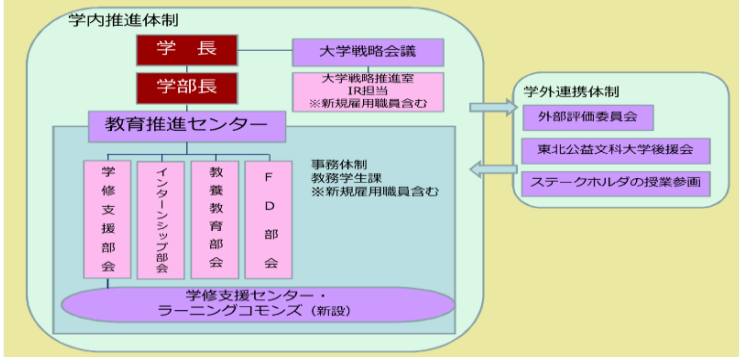 学内推進体制
学 長
大学戦略会議
学部長
大学戦略推進室
IR担当
※新規雇用職員含む
教育推進センター
学修支援部会
インターンシップ部会
教養教育部会
FD部会
事務体制
教務学生課
※新規雇用職員含む
学修支援センター・
ラーニングコモンズ（新設）
学外連携体制
外部評価委員会
東北公益文科大学後援会
ステークホルダの授業参画